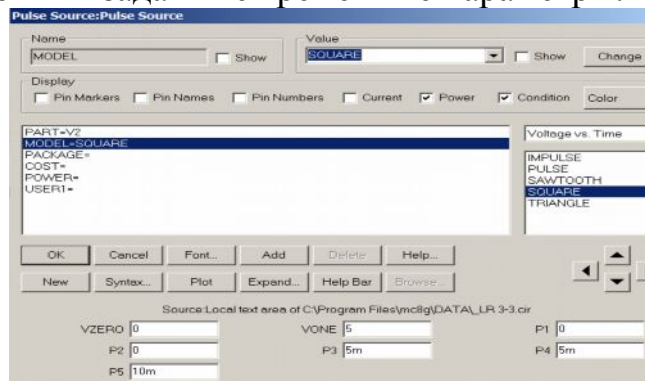 Pulse Source:Pulse Source
Name
Value
MODEL
Show
SQUARE
Show
Change
Display
Pin Markers
Pin Names
Pin Numbers
Current
Power
Condition
Color
PART=V2
MODEL=SQUARE
PACKAGE=
COST=
POWER=
USER1=
Voltage vs. Time
IMPULSE
PULSE
SAWTOOTH
SQUARE
TRIANGLE
OK
Cancel
Font...
Add
Delete
Help...
New
Syntax...
Plot
Expand...
Help Bar
Browse...
Source:Local text area of C:\Program Files\mc8g\DATA\_LR 3-3.cir
VZERO 0
VONE 5
P1 0
P2 0
P3 5m
P4 5m
P5 10m